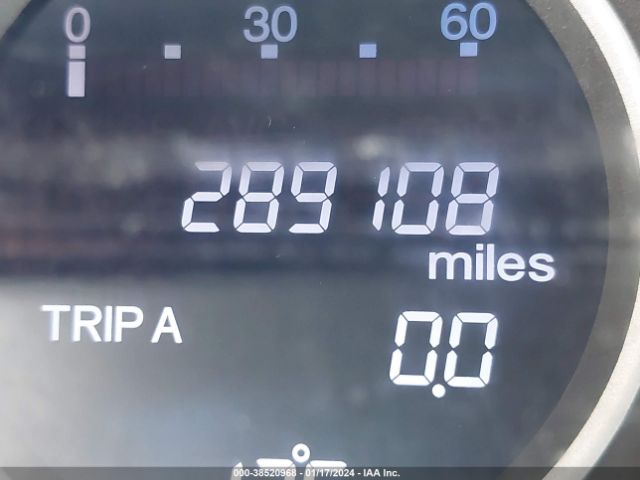 0 30 60
289108
miles
TRIP A 0.0
000-38520968 - 01/17/2024 - IAA Inc.